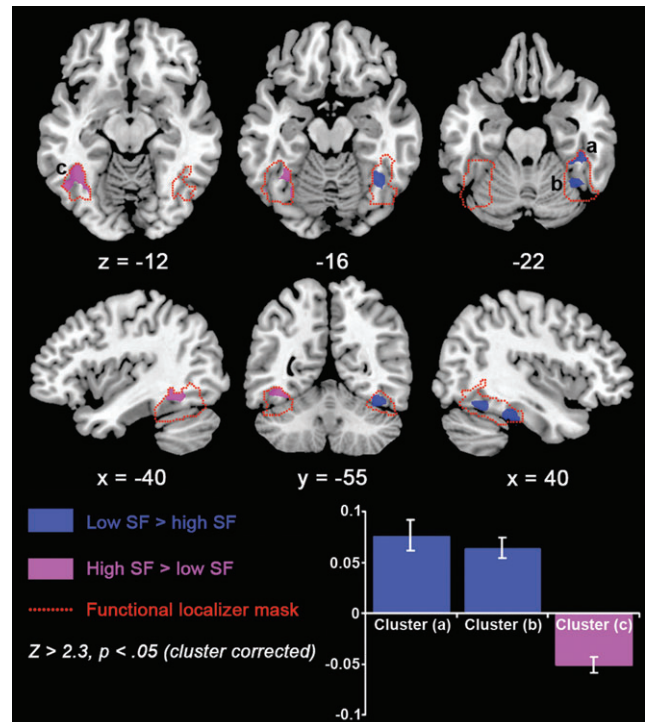 c
a
b
z = -12
-16
-22
x = -40
y = -55
x = 40
Low SF > high SF
High SF > low SF
Functional localizer mask
Z > 2.3, p < .05 (cluster corrected)
0.1
0.05
0
-0.05
-0.1
Cluster (a)
Cluster (b)
Cluster (c)